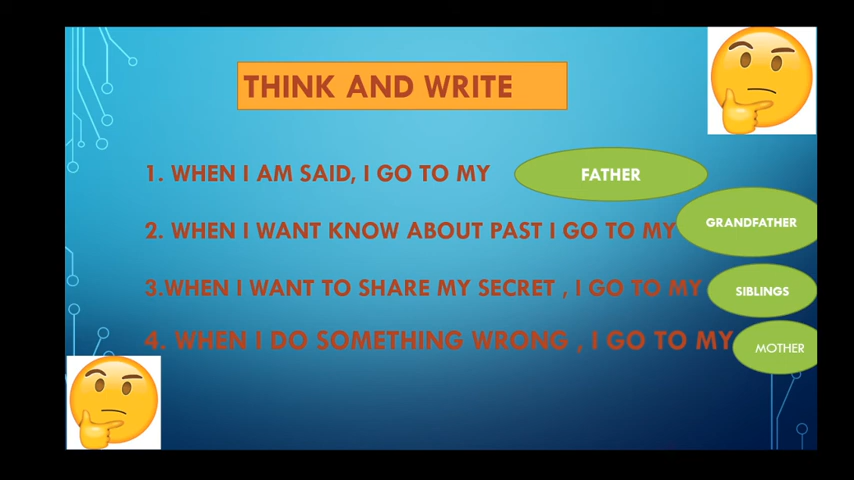 THINK AND WRITE
1. WHEN I AM SAID, I GO TO MY FATHER
2. WHEN I WANT KNOW ABOUT PAST I GO TO MY GRANDFATHER
3.WHEN I WANT TO SHARE MY SECRET , I GO TO MY SIBLINGS
4. WHEN I DO SOMETHING WRONG , I GO TO MY MOTHER